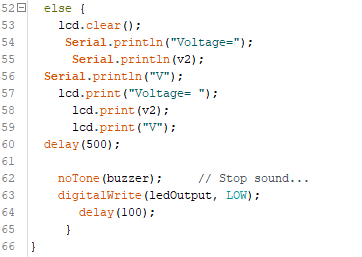 52 else {
53 lcd.clear();
54 Serial.println("Voltage=");
55 Serial.println(v2);
56 Serial.println("V");
57 lcd.print("Voltage= ");
58 lcd.print(v2);
59 lcd.print("V");
60 delay(500);
61
62 noTone(buzzer); // Stop sound...
63 digitalWrite(ledOutput, LOW);
64 delay(100);
65 }
66 }